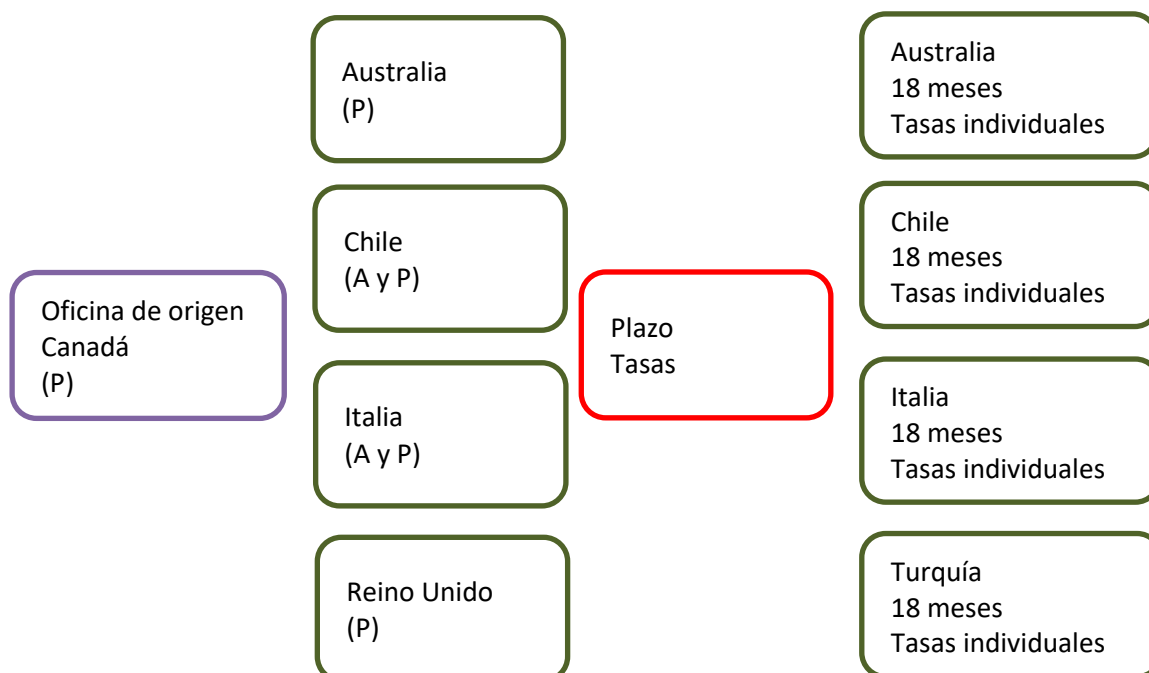 Oficina de origen
Canadá
(P)
Australia
(P)
Chile
(A y P)
Italia
(A y P)
Reino Unido
(P)
Plazo
Tasas
Australia
18 meses
Tasas individuales
Chile
18 meses
Tasas individuales
Italia
18 meses
Tasas individuales
Turquía
18 meses
Tasas individuales